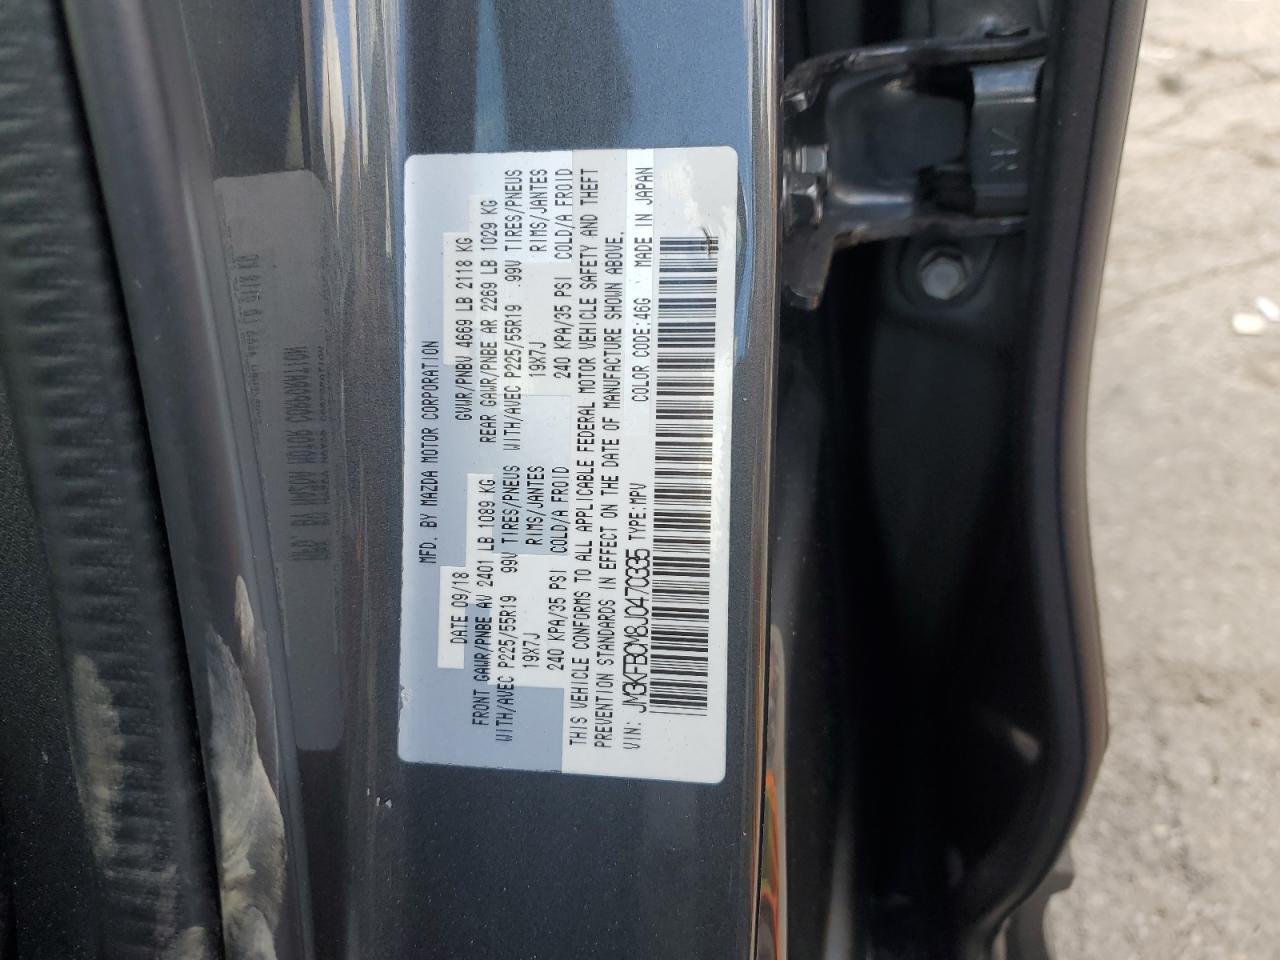 MFD. BY MAZDA MOTOR CORPORATION
DATE 09/18 GVWR/PNBV 4669 LB 2118 KG
FRONT GAWR/PNBE AV 2401 LB 1089 KG REAR GAWR/PNBE AR 2269 LB 1029 KG
WITH/AVEC P225/55R19 99V TIRES/PNEUS WITH/AVEC P225/55R19 99V TIRES/PNEUS
19X7J RIMS/JANTES 19X7J RIMS/JANTES
240 KPA/35 PSI COLD/A FROID 240 KPA/35 PSI COLD/A FROID
THIS VEHICLE CONFORMS TO ALL APPLICABLE FEDERAL MOTOR VEHICLE SAFETY AND THEFT
PREVENTION STANDARDS IN EFFECT ON THE DATE OF MANUFACTURE SHOWN ABOVE.
VIN: JM3KFBCM8J0470335 TYPE:MPV COLOR CODE:46G MADE IN JAPAN